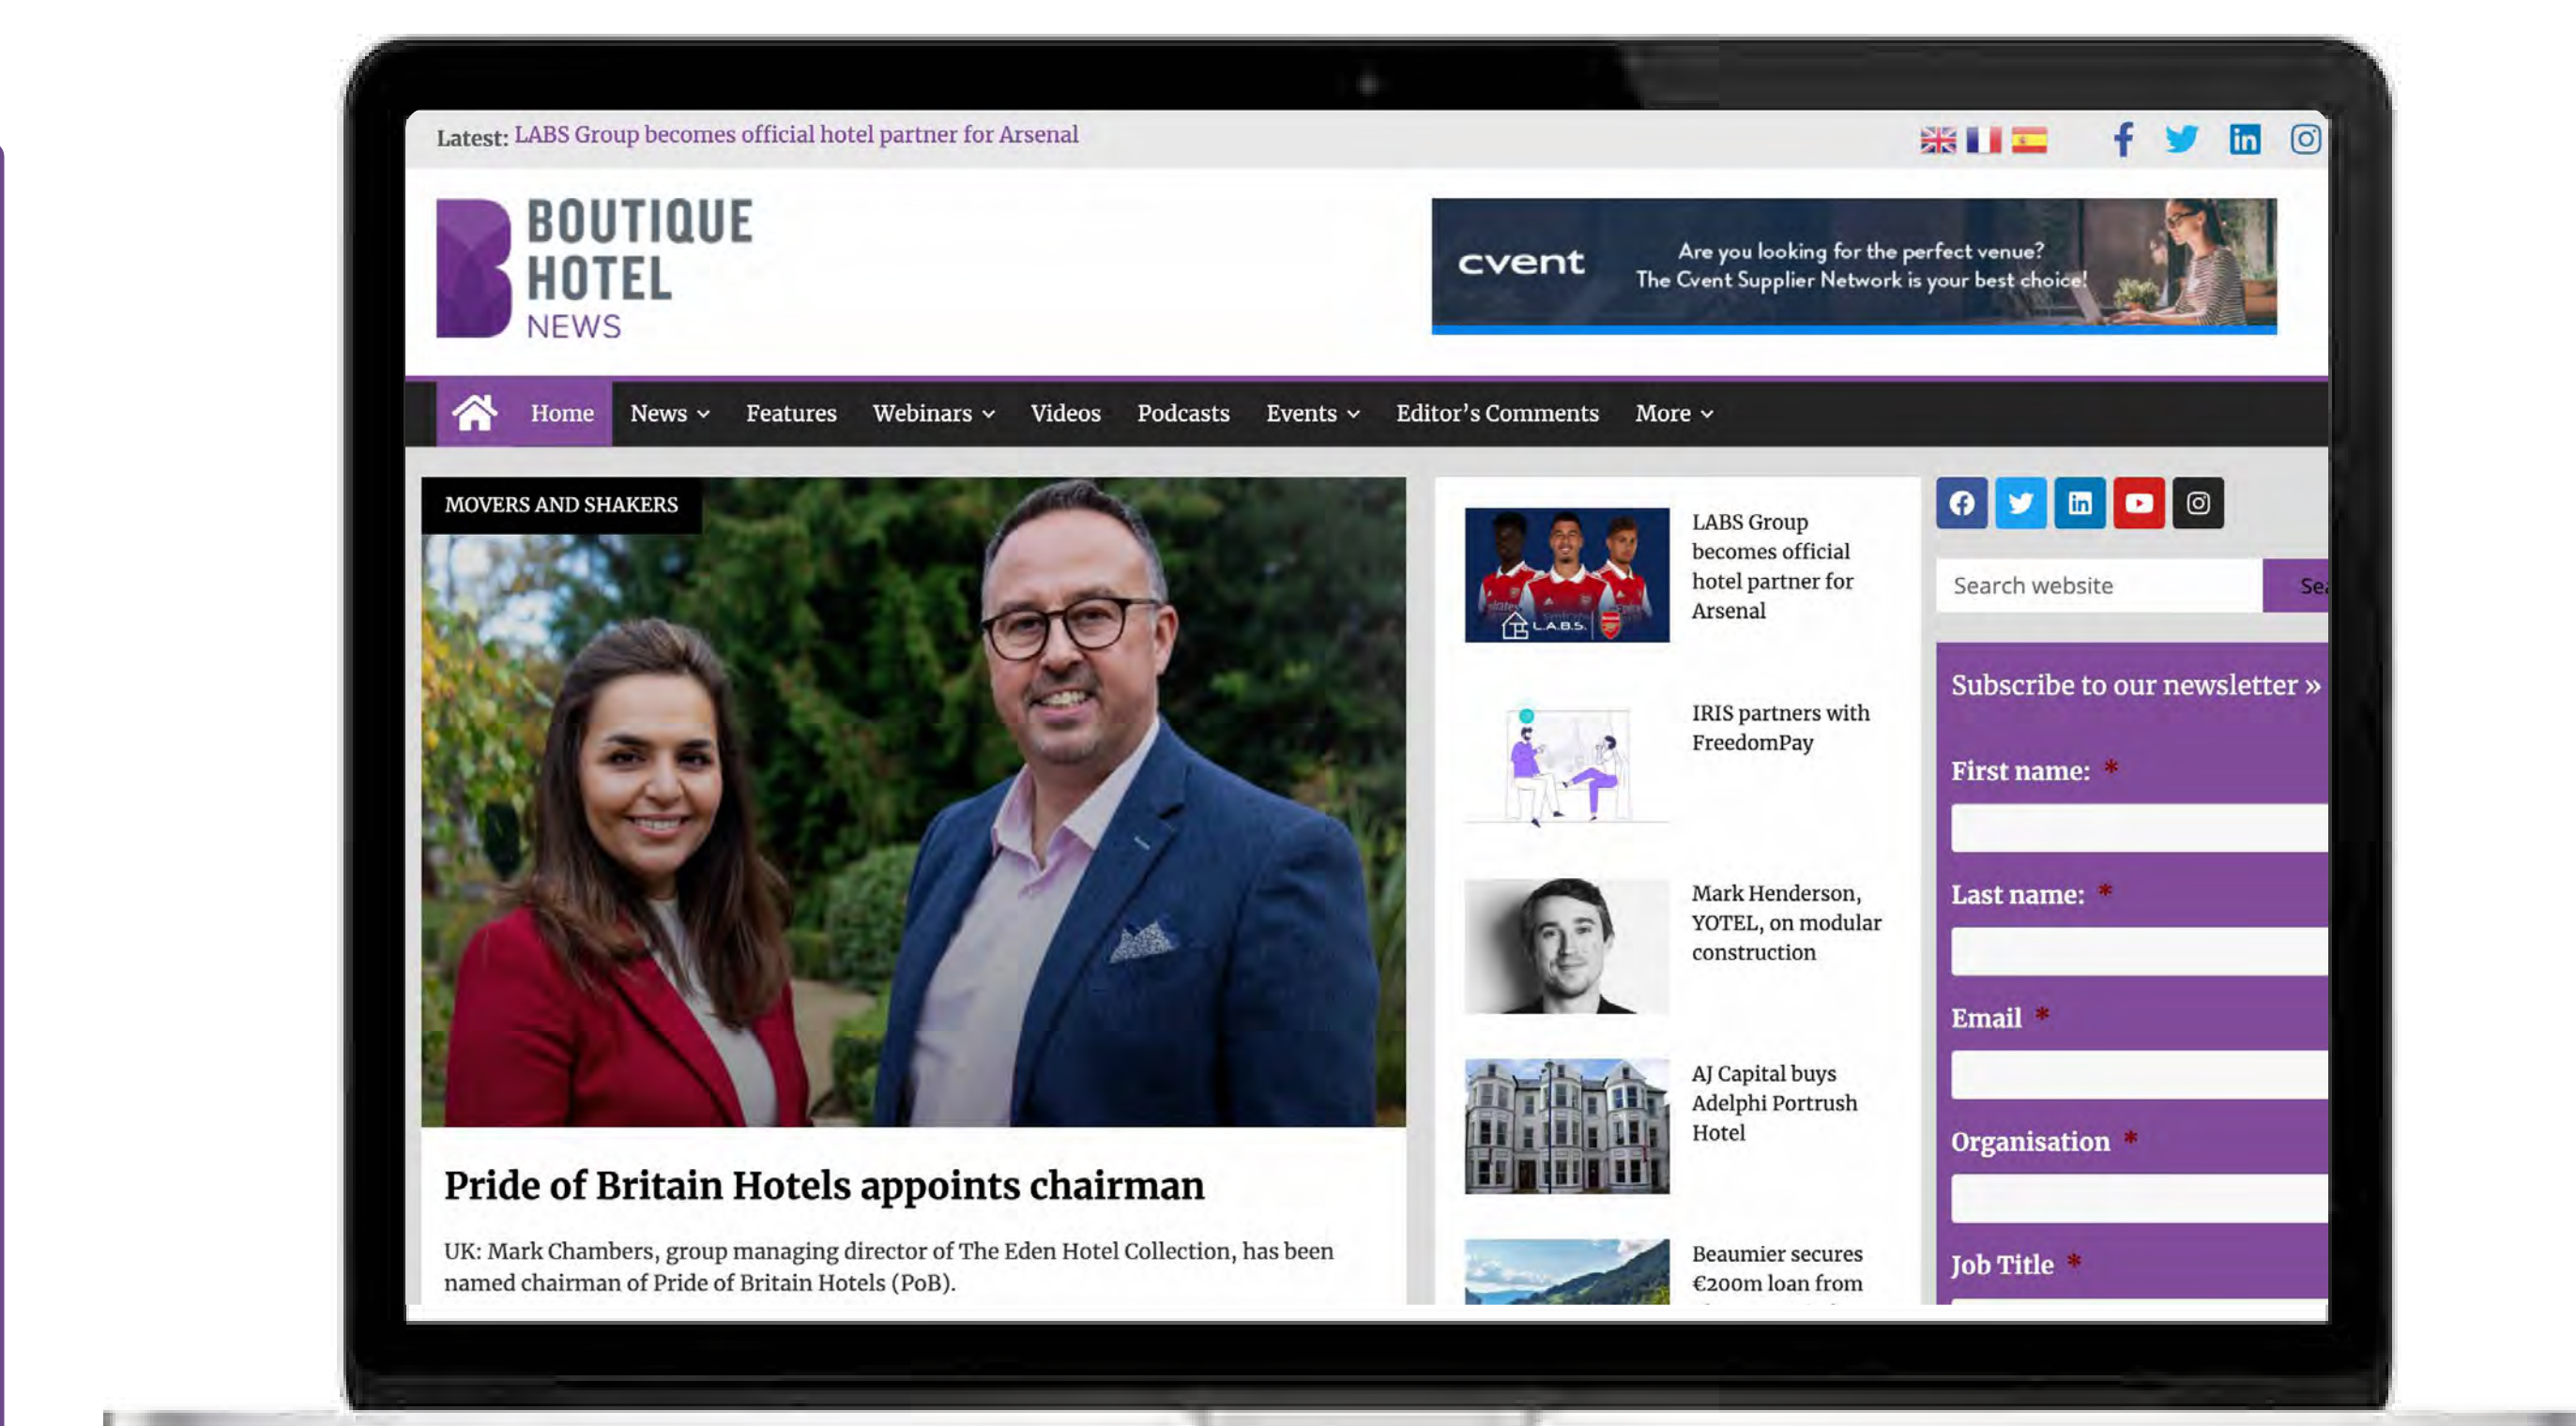 Latest: LABS Group becomes official hotel partner for Arsenal
BOUTIQUE
HOTEL
NEWS
cvent
Are you looking for the perfect venue?
The Cvent Supplier Network is your best choice!
Home News Features Webinars Videos Podcasts Events Editor's Comments More
MOVERS AND SHAKERS
Pride of Britain Hotels appoints chairman
UK: Mark Chambers, group managing director of The Eden Hotel Collection, has been
named chairman of Pride of Britain Hotels (PoB).
L.A.B.S.
LABS Group
becomes official
hotel partner for
Arsenal
IRIS partners with
FreedomPay
Mark Henderson,
YOTEL, on modular
construction
AJ Capital buys
Adelphi Portrush
Hotel
Beaumier secures
€200m loan from
Search website
Subscribe to our newsletter »
First name: *
Last name: *
Email *
Organisation *
Job Title *